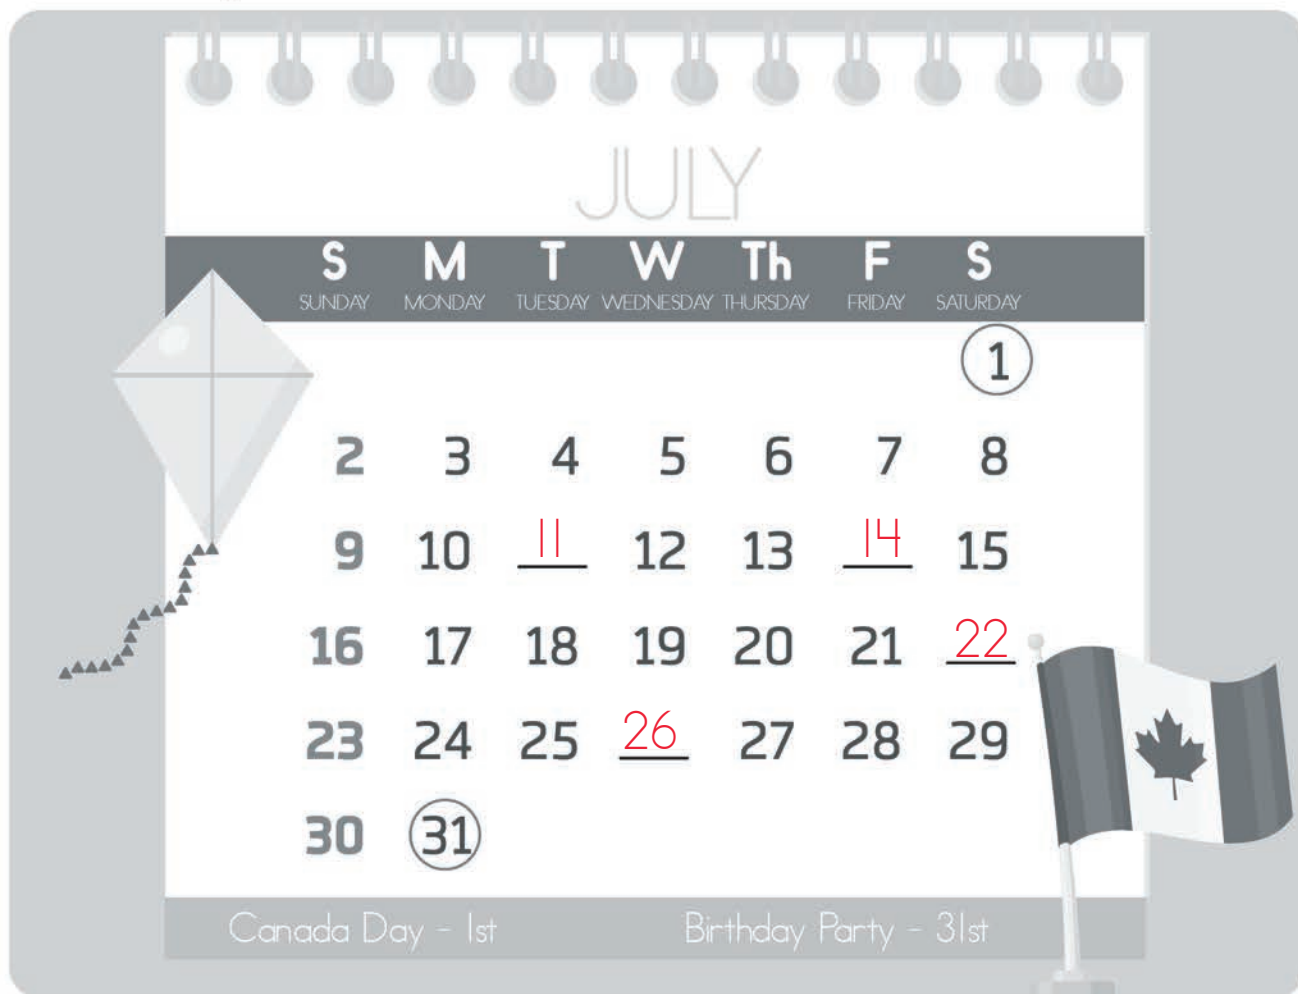 JULY
S M T W Th F S
SUNDAY MONDAY TUESDAY WEDNESDAY THURSDAY FRIDAY SATURDAY
1
2 3 4 5 6 7 8
9 10 11 12 13 14 15
16 17 18 19 20 21 22
23 24 25 26 27 28 29
30 31
Canada Day - 1st Birthday Party - 31st